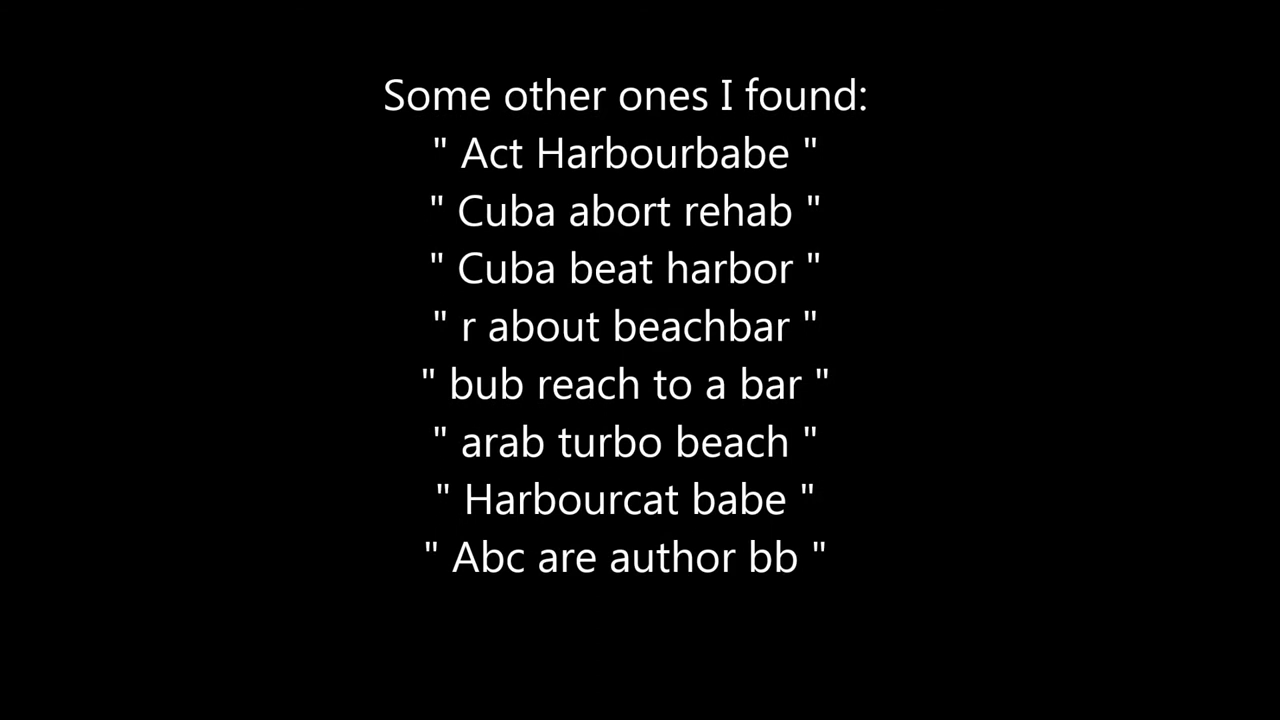 Some other ones I found:
" Act Harbourbabe "
" Cuba abort rehab "
" Cuba beat harbor "
" r about beachbar "
" bub reach to a bar "
" arab turbo beach "
" Harbourcat babe "
" Abc are author bb "